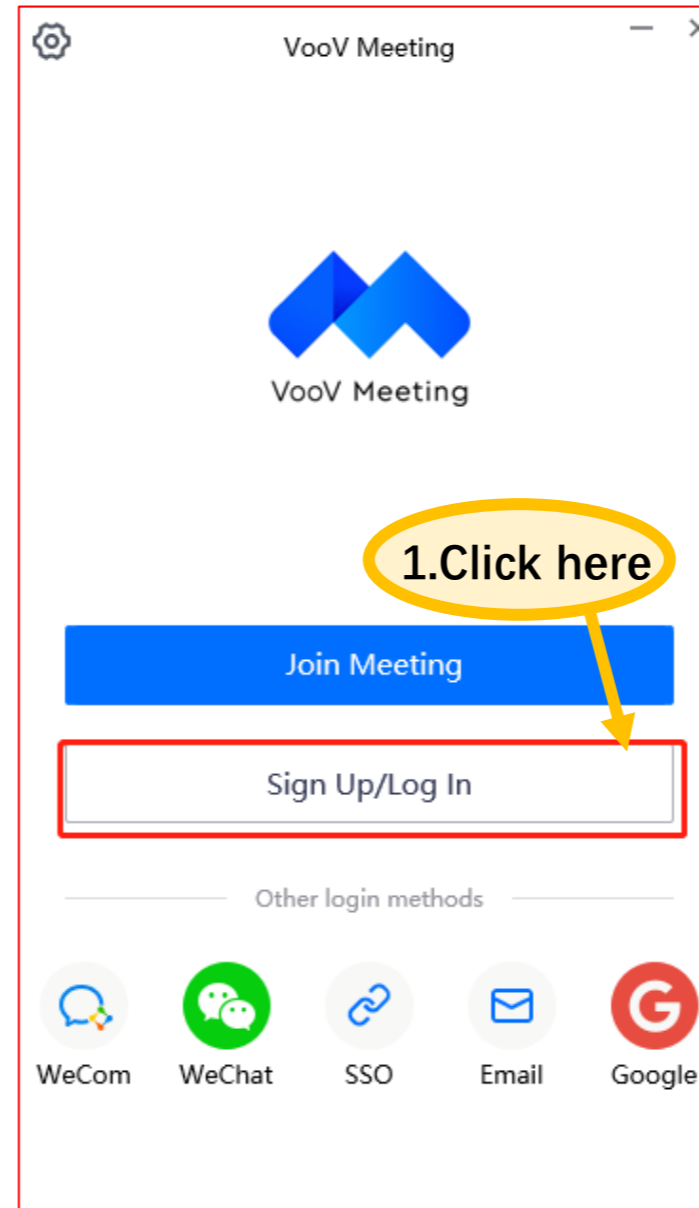 VooV Meeting
VooV Meeting
1.Click here
Join Meeting
Sign Up/Log In
Other login methods
WeCom WeChat SSO Email Google